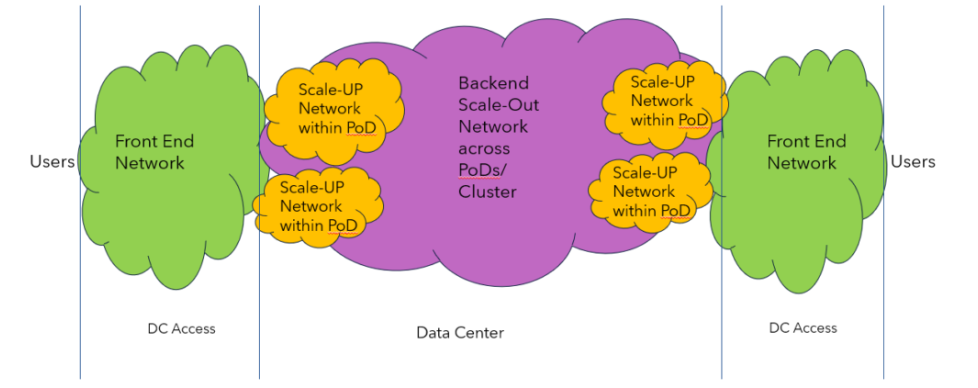 Users
Front End
Network
Scale-UP
Network
within PoD
Scale-UP
Network
within PoD
Backend
Scale-Out
Network
across
PoDs/
Cluster
Scale-UP
Network
within PoD
Scale-UP
Network
within PoD
Front End
Network
Users
DC Access
Data Center
DC Access